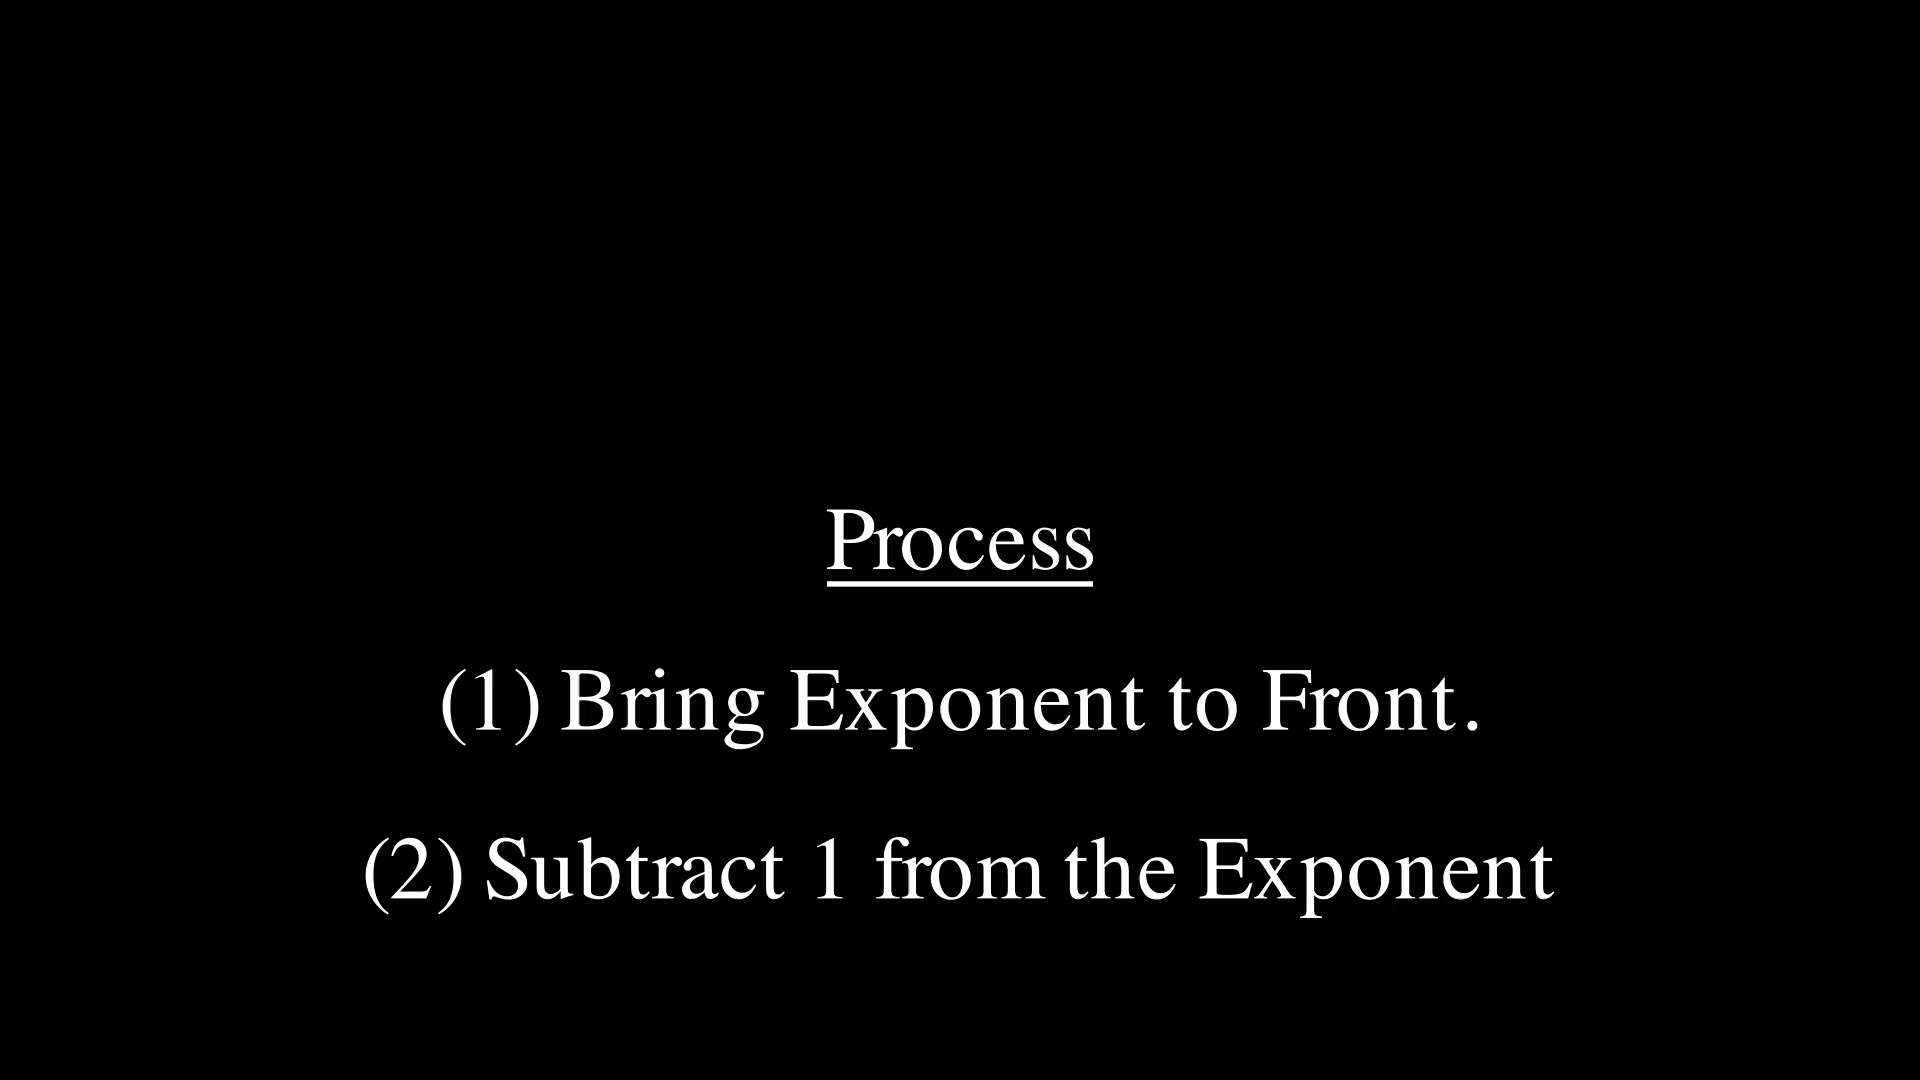 Process
(1) Bring Exponent to Front.
(2) Subtract 1 from the Exponent